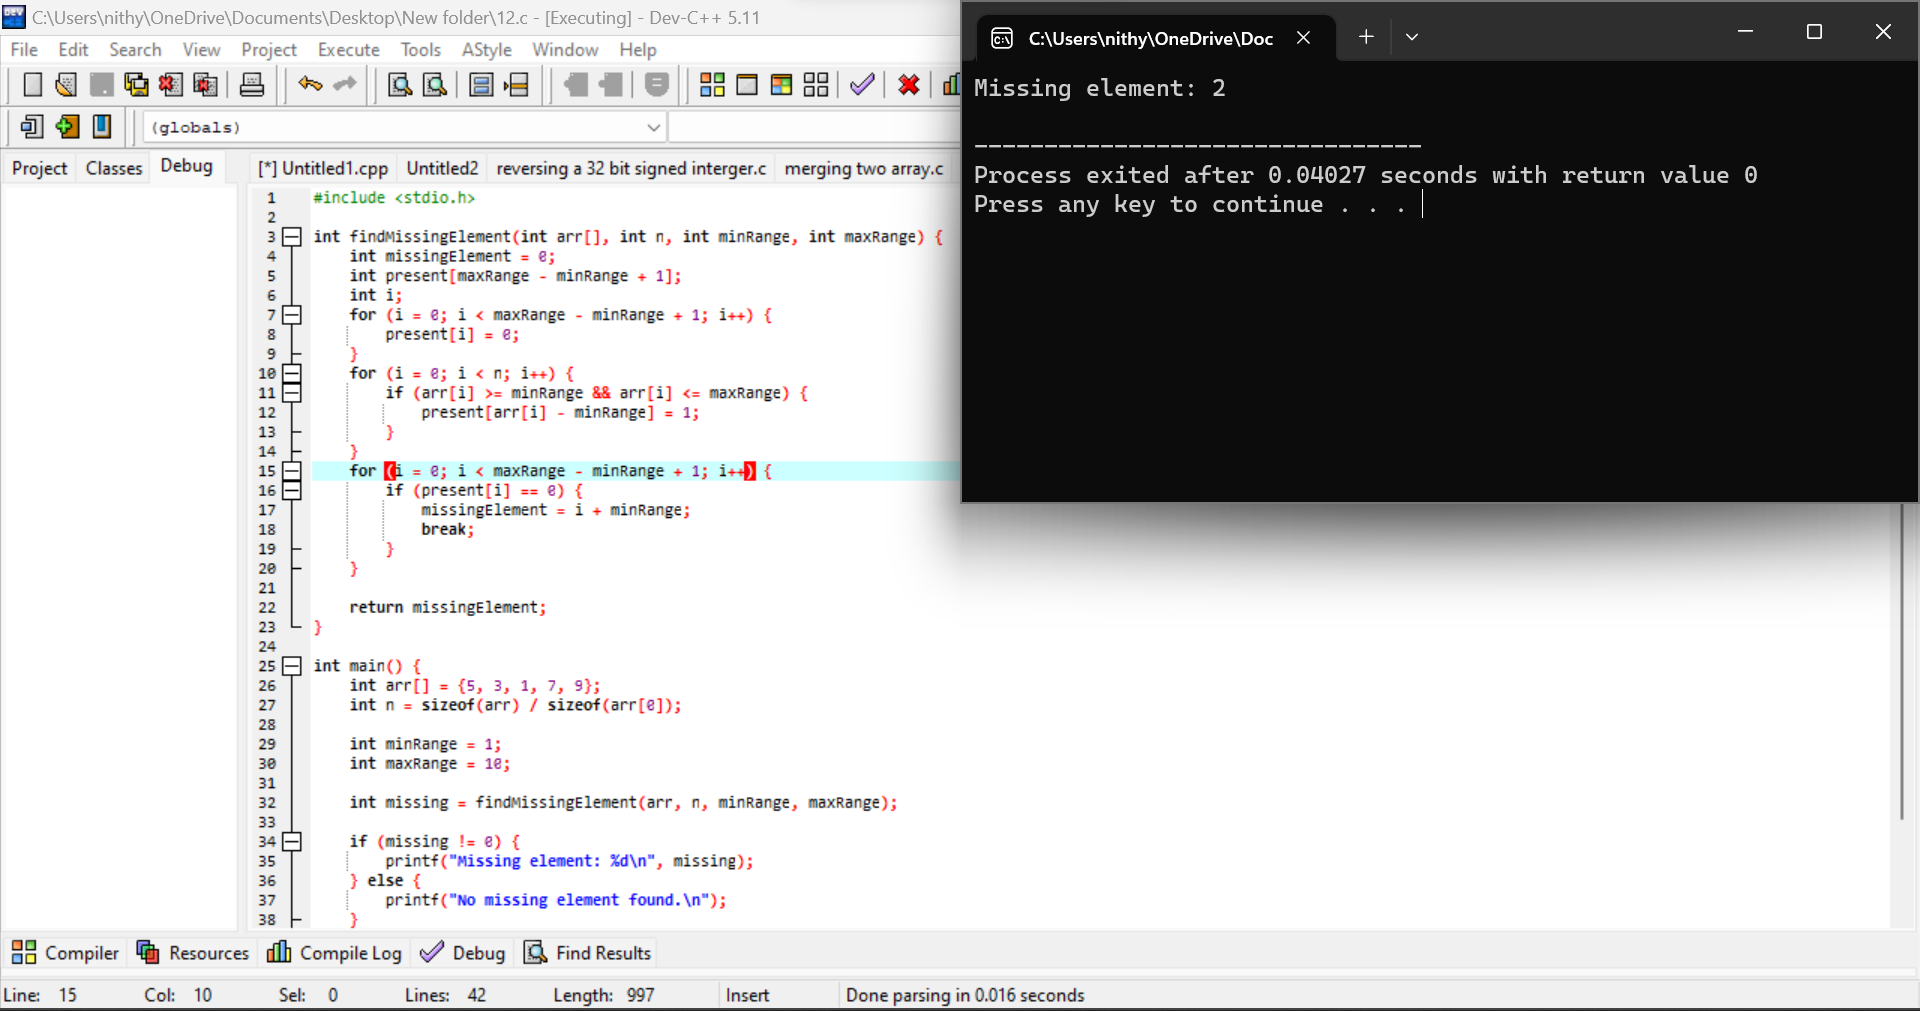 C:\Users\nithy\OneDrive\Documents\Desktop\New folder\12.c - [Executing] - Dev-C++ 5.11
File Edit Search View Project Execute Tools AStyle Window Help
(globals)
Project Classes Debug
[*] Untitled1.cpp Untitled2 reversing a 32 bit signed interger.c merging two array.c
1 #include <stdio.h>
2
3 int findMissingElement(int arr[], int n, int minRange, int maxRange) {
4 int missingElement = 0;
5 int present[maxRange - minRange + 1];
6 int i;
7 for (i = 0; i < maxRange - minRange + 1; i++) {
8 present[i] = 0;
9 }
10 for (i = 0; i < n; i++) {
11 if (arr[i] >= minRange && arr[i] <= maxRange) {
12 present[arr[i] - minRange] = 1;
13 }
14 }
15 for (i = 0; i < maxRange - minRange + 1; i++) {
16 if (present[i] == 0) {
17 missingElement = i + minRange;
18 break;
19 }
20 }
21
22 return missingElement;
23 }
24
25 int main() {
26 int arr[] = {5, 3, 1, 7, 9};
27 int n = sizeof(arr) / sizeof(arr[0]);
28
29 int minRange = 1;
30 int maxRange = 10;
31
32 int missing = findMissingElement(arr, n, minRange, maxRange);
33
34 if (missing != 0) {
35 printf("Missing element: %d\n", missing);
36 } else {
37 printf("No missing element found.\n");
38 }
Compiler Resources Compile Log Debug Find Results
Line: 15 Col: 10 Sel: 0 Lines: 42 Length: 997 Insert Done parsing in 0.016 seconds
C:\Users\nithy\OneDrive\Doc
Missing element: 2
--------------------------------
Process exited after 0.04027 seconds with return value 0
Press any key to continue . . .